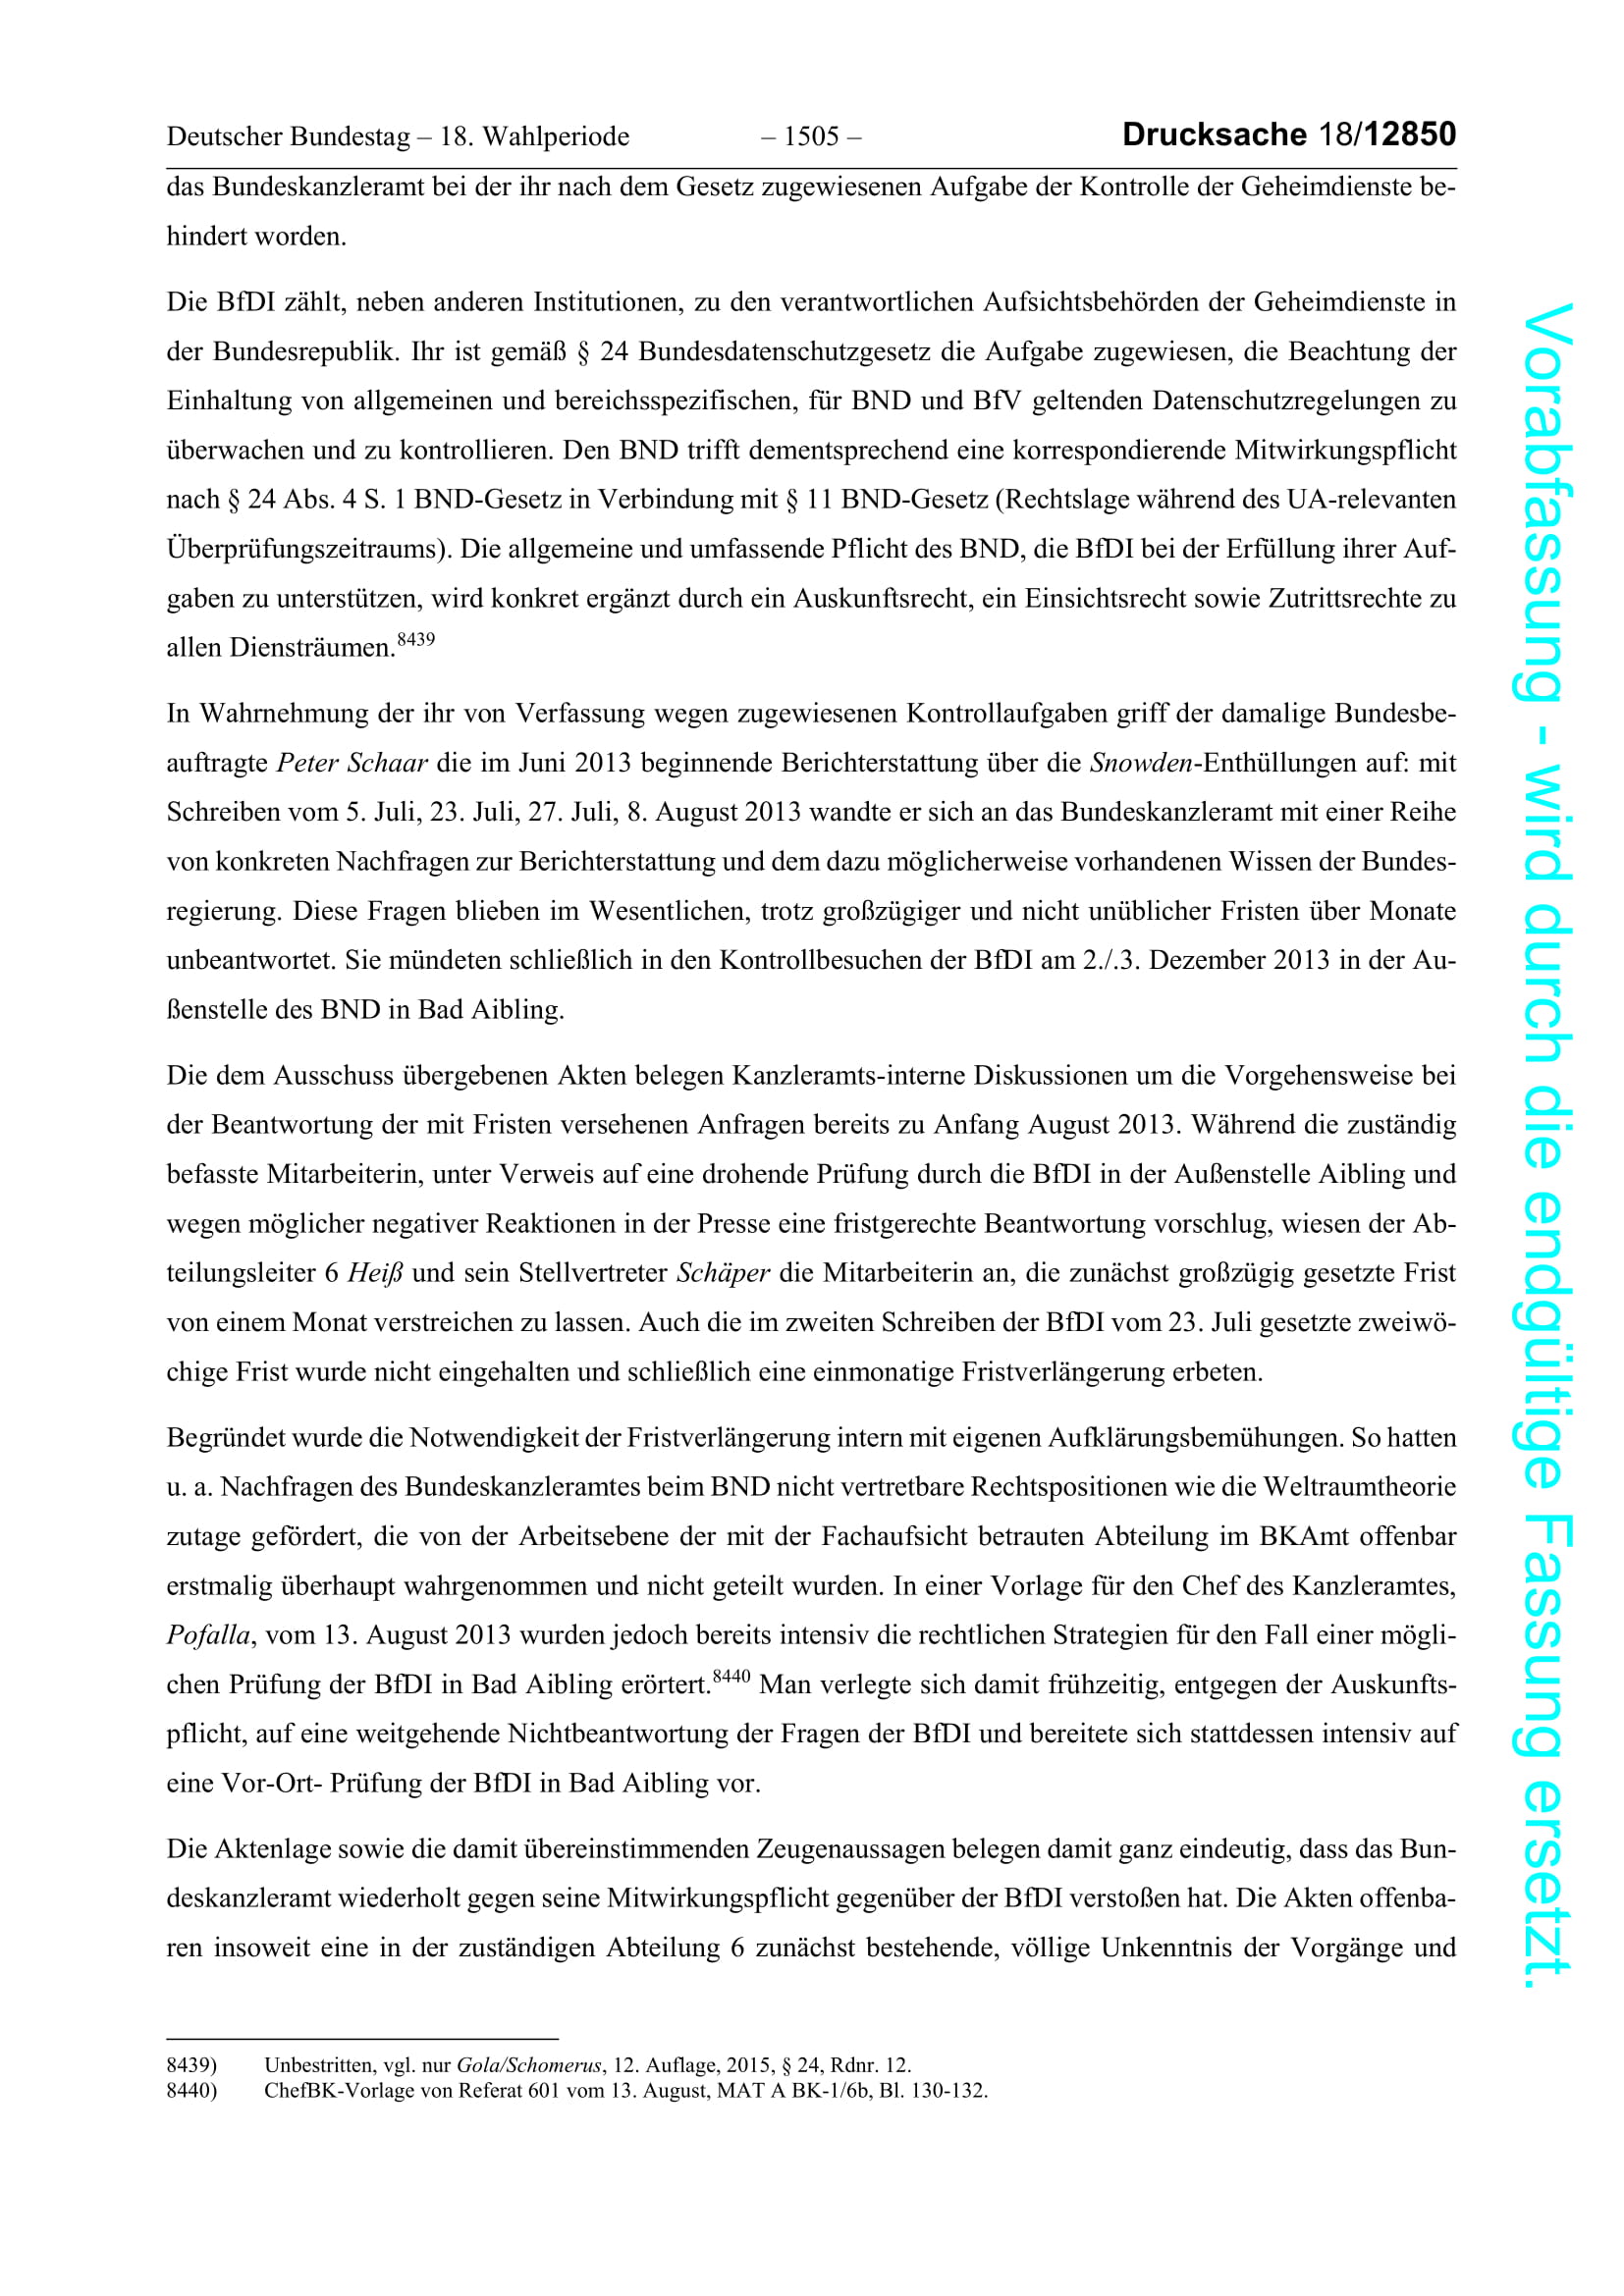 Deutscher Bundestag – 18. Wahlperiode – 1505 – Drucksache 18/12850
das Bundeskanzleramt bei der ihr nach dem Gesetz zugewiesenen Aufgabe der Kontrolle der Geheimdienste be-
hindert worden.
Die BfDI zählt, neben anderen Institutionen, zu den verantwortlichen Aufsichtsbehörden der Geheimdienste in
der Bundesrepublik. Ihr ist gemäß § 24 Bundesdatenschutzgesetz die Aufgabe zugewiesen, die Beachtung der
Einhaltung von allgemeinen und bereichsspezifischen, für BND und BfV geltenden Datenschutzregelungen zu
überwachen und zu kontrollieren. Den BND trifft dementsprechend eine korrespondierende Mitwirkungspflicht
nach § 24 Abs. 4 S. 1 BND-Gesetz in Verbindung mit § 11 BND-Gesetz (Rechtslage während des UA-relevanten
Überprüfungszeitraums). Die allgemeine und umfassende Pflicht des BND, die BfDI bei der Erfüllung ihrer Auf-
gaben zu unterstützen, wird konkret ergänzt durch ein Auskunftsrecht, ein Einsichtsrecht sowie Zutrittsrechte zu
allen Diensträumen.8439
In Wahrnehmung der ihr von Verfassung wegen zugewiesenen Kontrollaufgaben griff der damalige Bundesbe-
auftragte Peter Schaar die im Juni 2013 beginnende Berichterstattung über die Snowden-Enthüllungen auf: mit
Schreiben vom 5. Juli, 23. Juli, 27. Juli, 8. August 2013 wandte er sich an das Bundeskanzleramt mit einer Reihe
von konkreten Nachfragen zur Berichterstattung und dem dazu möglicherweise vorhandenen Wissen der Bundes-
regierung. Diese Fragen blieben im Wesentlichen, trotz großzügiger und nicht unüblicher Fristen über Monate
unbeantwortet. Sie mündeten schließlich in den Kontrollbesuchen der BfDI am 2./.3. Dezember 2013 in der Au-
ßenstelle des BND in Bad Aibling.
Die dem Ausschuss übergebenen Akten belegen Kanzleramts-interne Diskussionen um die Vorgehensweise bei
der Beantwortung der mit Fristen versehenen Anfragen bereits zu Anfang August 2013. Während die zuständig
befasste Mitarbeiterin, unter Verweis auf eine drohende Prüfung durch die BfDI in der Außenstelle Aibling und
wegen möglicher negativer Reaktionen in der Presse eine fristgerechte Beantwortung vorschlug, wiesen der Ab-
teilungsleiter 6 Heiß und sein Stellvertreter Schäper die Mitarbeiterin an, die zunächst großzügig gesetzte Frist
von einem Monat verstreichen zu lassen. Auch die im zweiten Schreiben der BfDI vom 23. Juli gesetzte zweiwö-
chige Frist wurde nicht eingehalten und schließlich eine einmonatige Fristverlängerung erbeten.
Begründet wurde die Notwendigkeit der Fristverlängerung intern mit eigenen Aufklärungsbemühungen. So hatten
u. a. Nachfragen des Bundeskanzleramtes beim BND nicht vertretbare Rechtspositionen wie die Weltraumtheorie
zutage gefördert, die von der Arbeitsebene der mit der Fachaufsicht betrauten Abteilung im BKAmt offenbar
erstmalig überhaupt wahrgenommen und nicht geteilt wurden. In einer Vorlage für den Chef des Kanzleramtes,
Pofalla, vom 13. August 2013 wurden jedoch bereits intensiv die rechtlichen Strategien für den Fall einer mögli-
chen Prüfung der BfDI in Bad Aibling erörtert.8440 Man verlegte sich damit frühzeitig, entgegen der Auskunfts-
pflicht, auf eine weitgehende Nichtbeantwortung der Fragen der BfDI und bereitete sich stattdessen intensiv auf
eine Vor-Ort- Prüfung der BfDI in Bad Aibling vor.
Die Aktenlage sowie die damit übereinstimmenden Zeugenaussagen belegen damit ganz eindeutig, dass das Bun-
deskanzleramt wiederholt gegen seine Mitwirkungspflicht gegenüber der BfDI verstoßen hat. Die Akten offenba-
ren insoweit eine in der zuständigen Abteilung 6 zunächst bestehende, völlige Unkenntnis der Vorgänge und
8439) Unbestritten, vgl. nur Gola/Schomerus, 12. Auflage, 2015, § 24, Rdnr. 12.
8440) ChefBK-Vorlage von Referat 601 vom 13. August, MAT A BK-1/6b, Bl. 130-132.
Vorabfassung - wird durch die endgültige Fassung ersetzt.